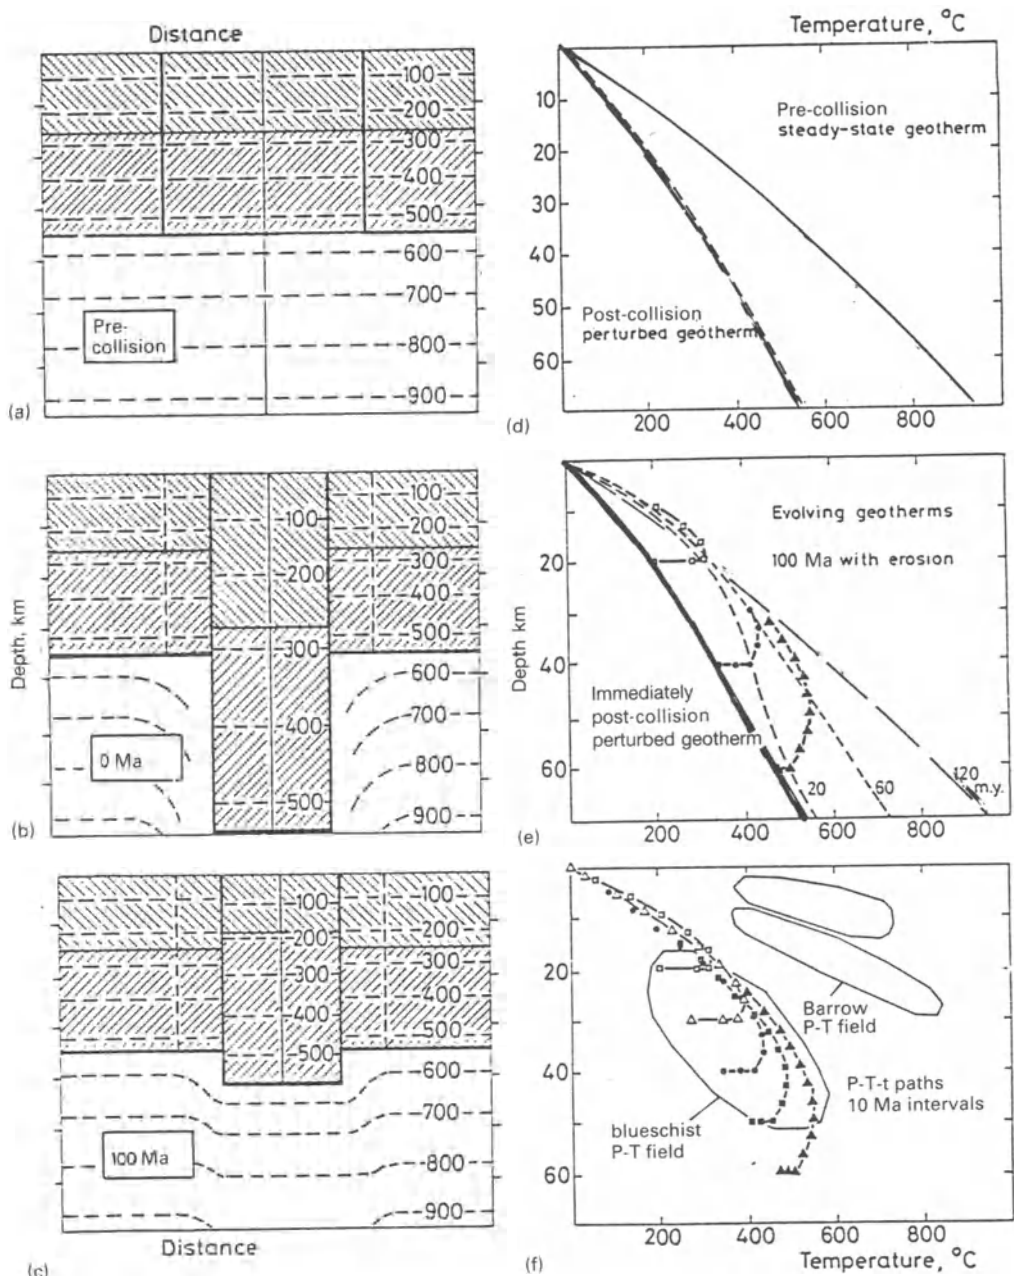 Distance
100
200
300
400
500
600
700
800
900
Pre-
collision
(a)
Temperature, °C
10
20
30
40
50
60
Pre-collision
steady-state geotherm
Post-collision
perturbed geotherm
200
400
600
800
(d)
Depth, km
100
200
300
400
500
600
700
800
900
100
200
300
400
500
0 Ma
(b)
Depth km
20
40
60
Evolving geotherms
100 Ma with erosion
Immediately
post-collision
perturbed geotherm
20
60
120
m.y.
200
400
600
800
(e)
100
200
300
400
500
600
700
800
900
100
200
300
400
500
100 Ma
Distance
(c)
20
40
60
Barrow
P-T field
P-T-t paths
10 Ma intervals
blueschist
P-T field
200
400
600
800
Temperature, °C
(f)